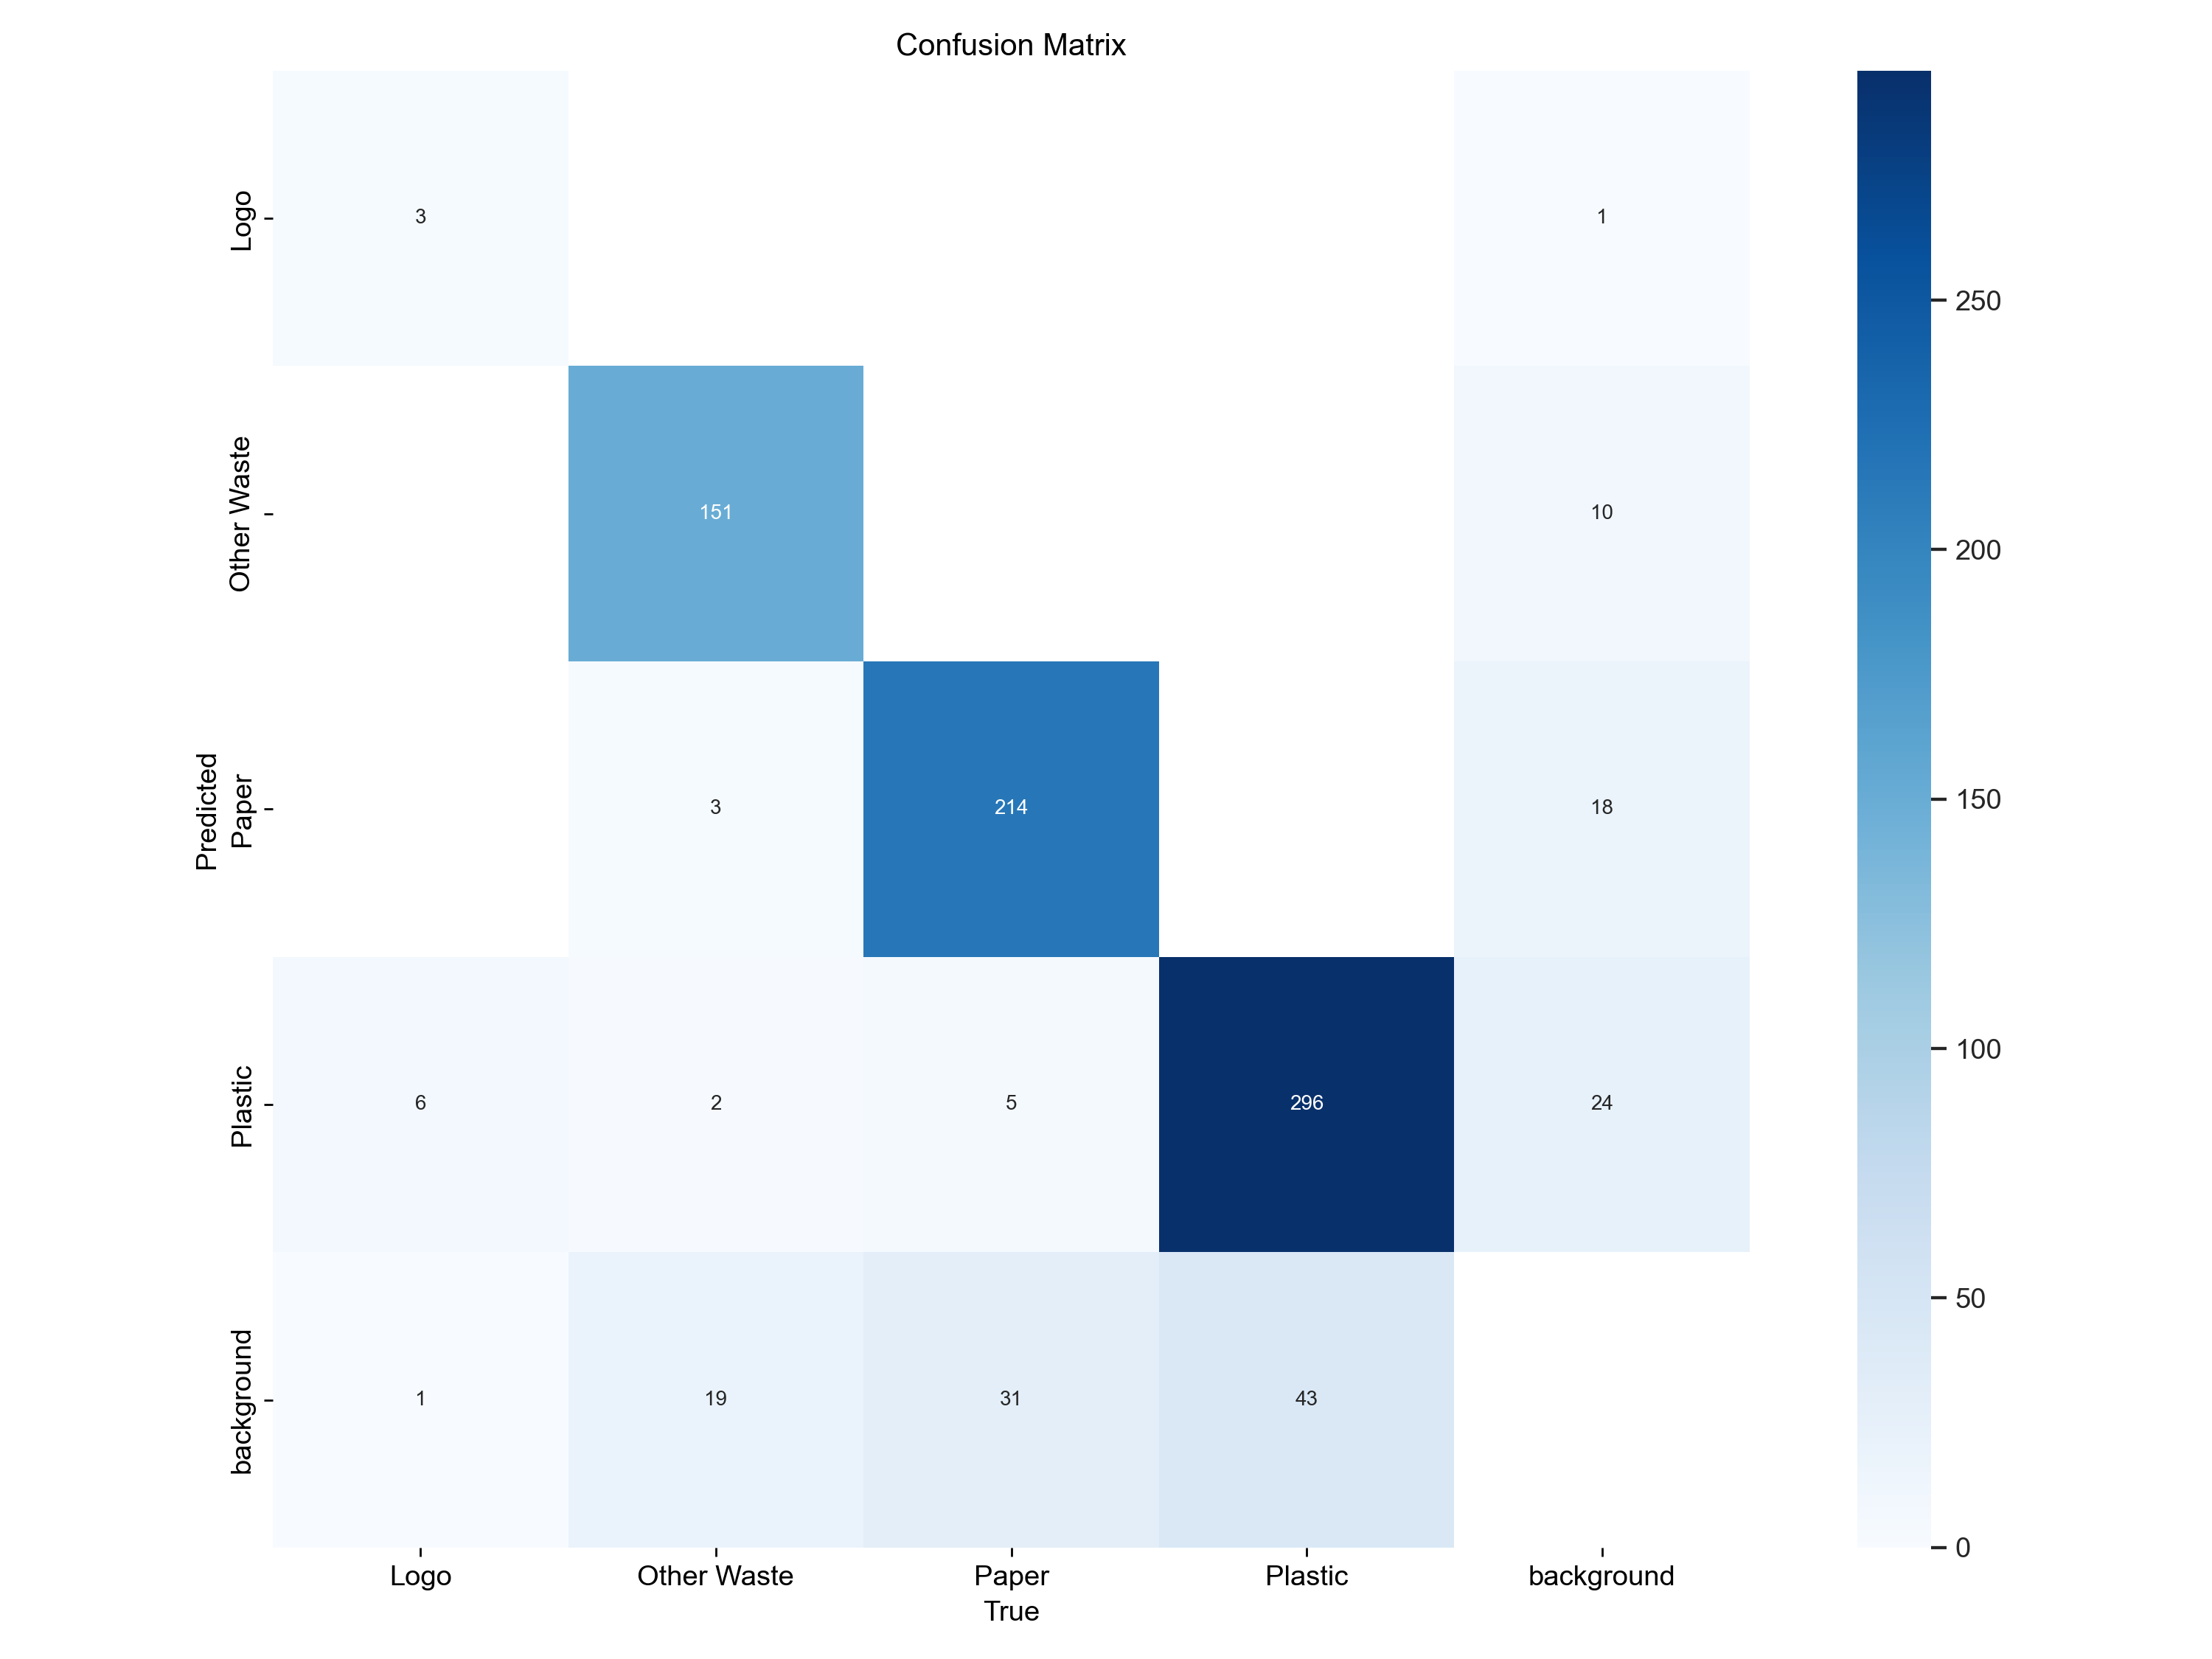 Confusion Matrix
Logo
3
1
250
Other Waste
151
10
200
Predicted
Paper
3
214
18
150
Plastic
6
2
5
296
24
100
background
1
19
31
43
50
0
Logo
Other Waste
Paper
Plastic
background
True